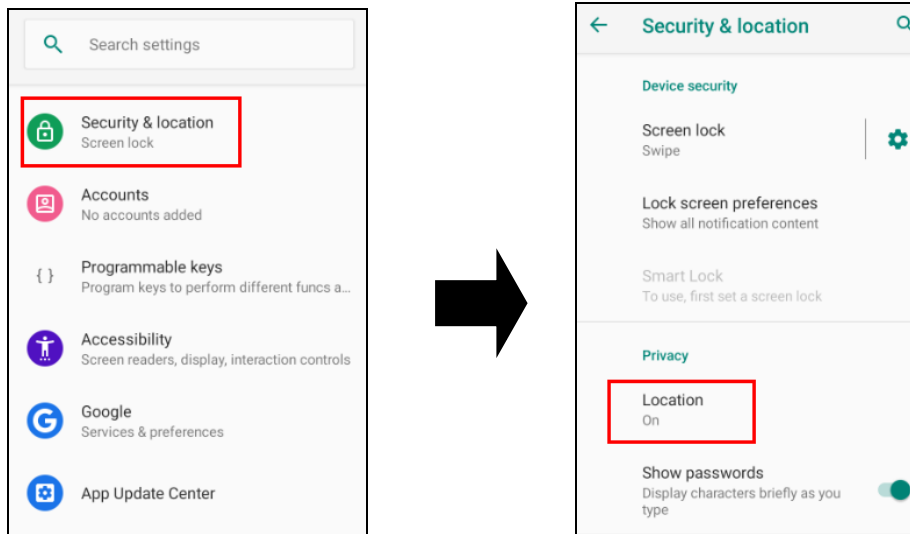 Search settings
Security & location
Screen lock
Accounts
No accounts added
{ }
Programmable keys
Program keys to perform different funcs a...
Accessibility
Screen readers, display, interaction controls
G
Google
Services & preferences
App Update Center
Security & location
Device security
Screen lock
Swipe
Lock screen preferences
Show all notification content
Smart Lock
To use, first set a screen lock
Privacy
Location
On
Show passwords
Display characters briefly as you
type